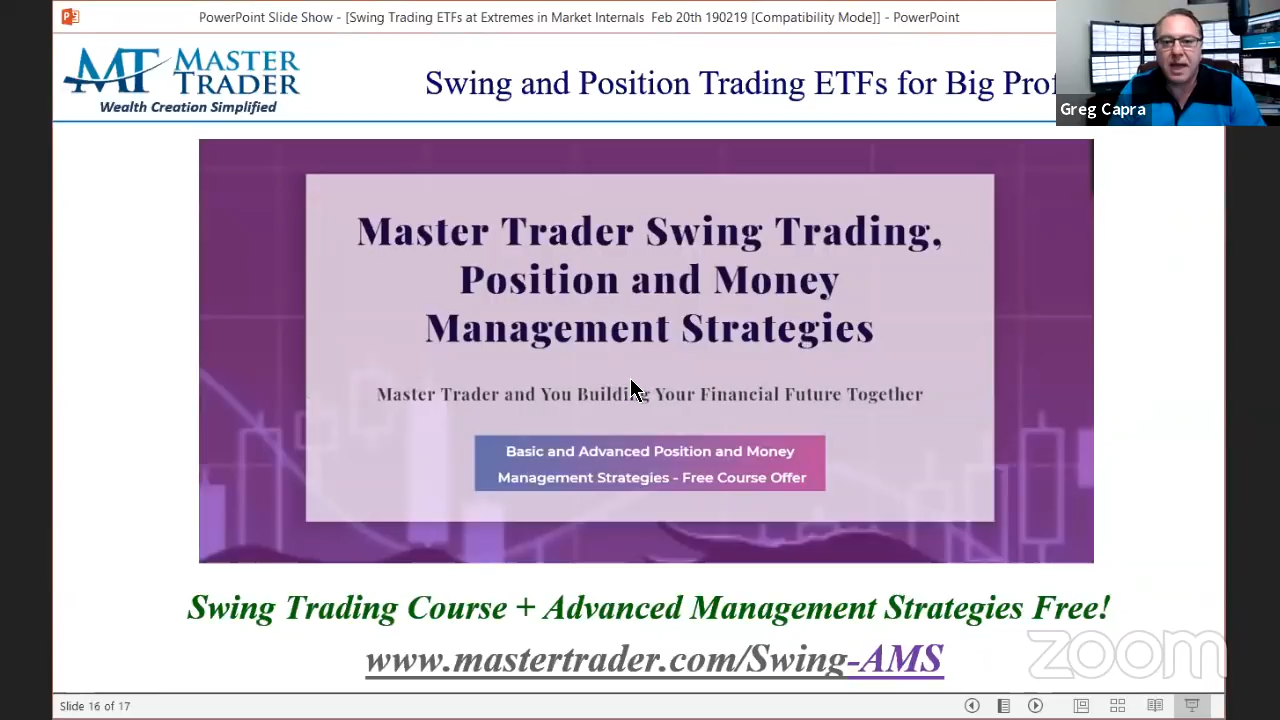 PowerPoint Slide Show - [Swing Trading ETFs at Extremes in Market Internals Feb 20th 190219 [Compatibility Mode]] - PowerPoint
MT MASTER TRADER
Wealth Creation Simplified
Swing and Position Trading ETFs for Big Prof
Greg Capra
Master Trader Swing Trading,
Position and Money
Management Strategies
Master Trader and You Building Your Financial Future Together
Basic and Advanced Position and Money
Management Strategies - Free Course Offer
Swing Trading Course + Advanced Management Strategies Free!
www.mastertrader.com/Swing-AMS
zoom
Slide 16 of 17